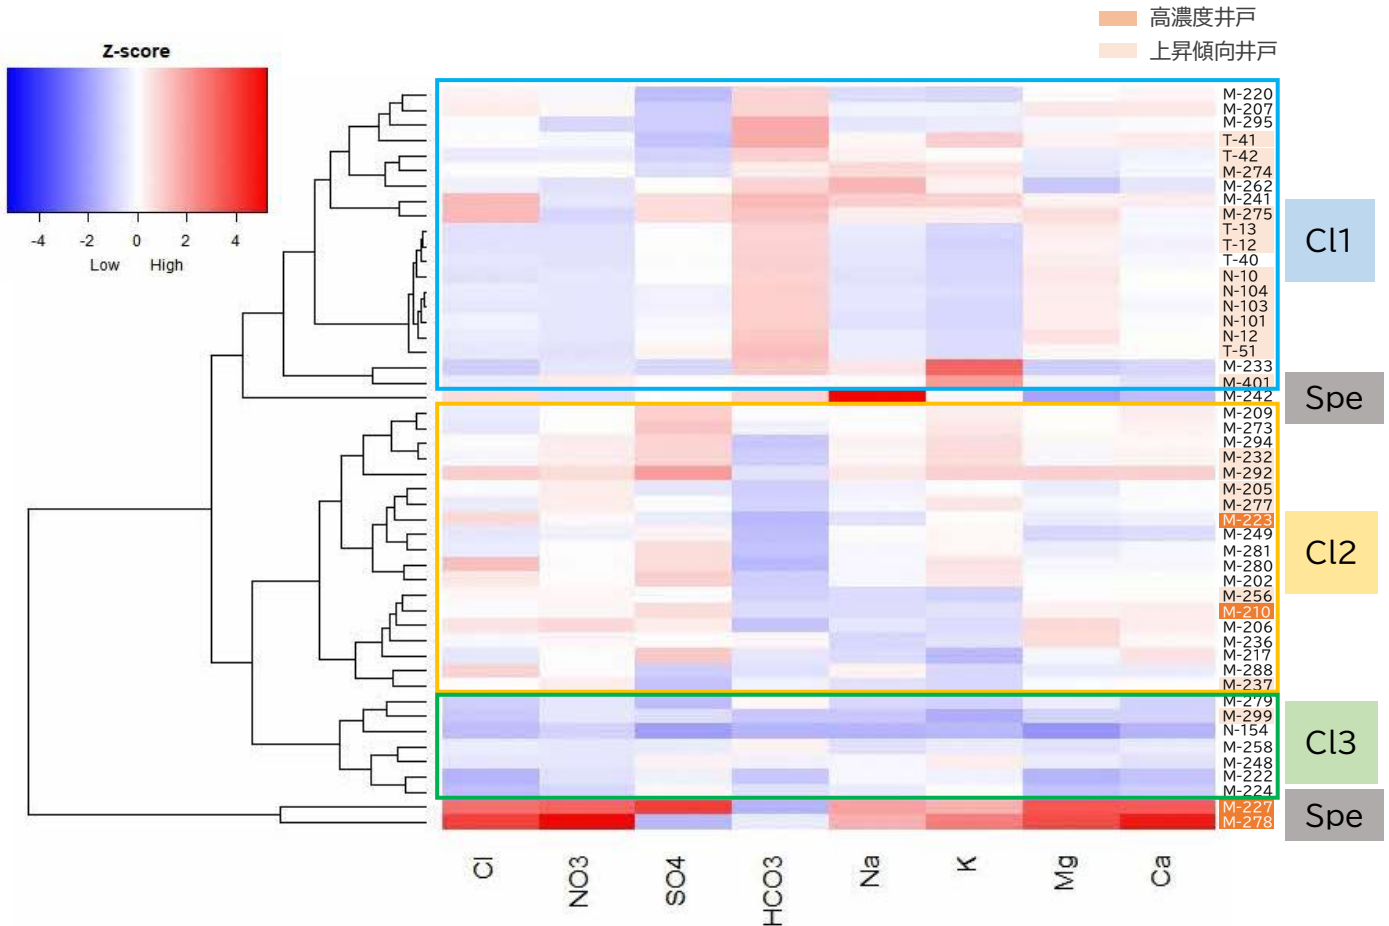 高濃度井戸
上昇傾向井戸
Z-score
-4 -2 0 2 4
Low High
M-220
M-207
M-295
T-41
T-42
M-274
M-262
M-241
M-275
T-13
T-12
T-40
N-10
N-104
N-103
N-101
N-12
T-51
M-233
M-401
M-242
M-209
M-273
M-294
M-232
M-292
M-205
M-277
M-223
M-249
M-281
M-280
M-202
M-256
M-210
M-206
M-236
M-217
M-288
M-237
M-279
M-299
N-154
M-258
M-248
M-222
M-224
M-227
M-278
Cl1
Spe
Cl2
Cl3
Spe
Cl NO3 SO4 HCO3 Na K Mg Ca